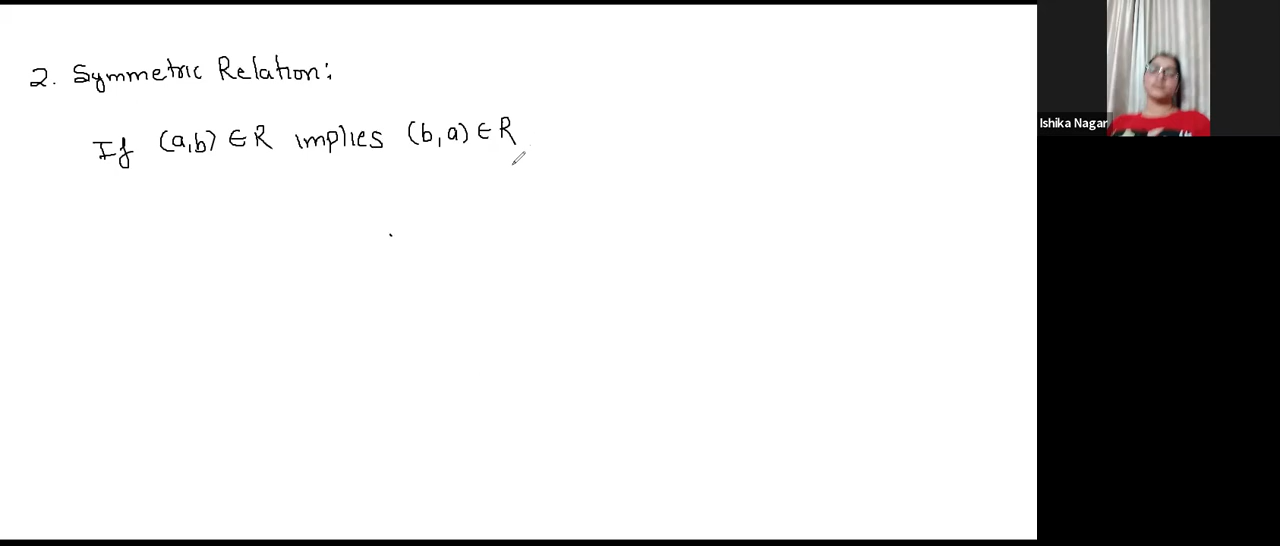 2. Symmetric Relation:
If (a,b) ∈ R implies (b,a) ∈ R
Ishika Nagar